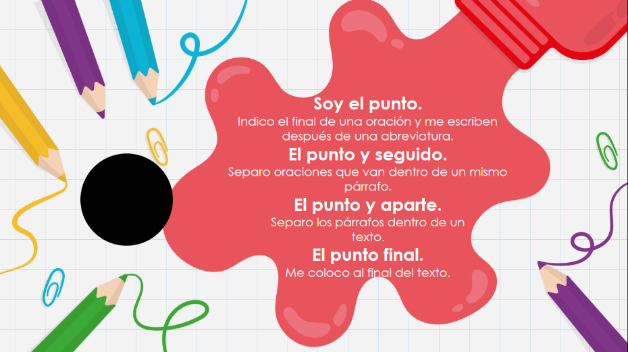 Soy el punto.
Indico el final de una oración y me escriben
después de una abreviatura.
El punto y seguido.
Separo oraciones que van dentro de un mismo
párrafo.
El punto y aparte.
Separo los párrafos dentro de un
texto.
El punto final.
Me coloco al final del texto.